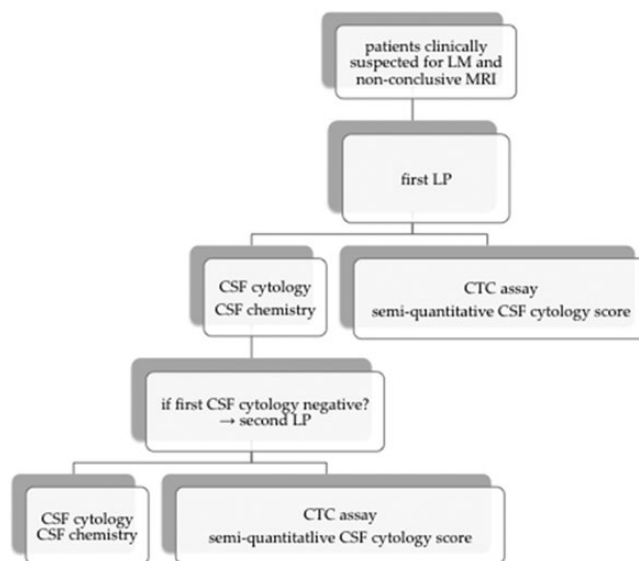 patients clinically
suspected for LM and
non-conclusive MRI
first LP
CSF cytology
CSF chemistry
CTC assay
semi-quantitative CSF cytology score
if first CSF cytology negative?
→ second LP
CSF cytology
CSF chemistry
CTC assay
semi-quantitatlive CSF cytology score